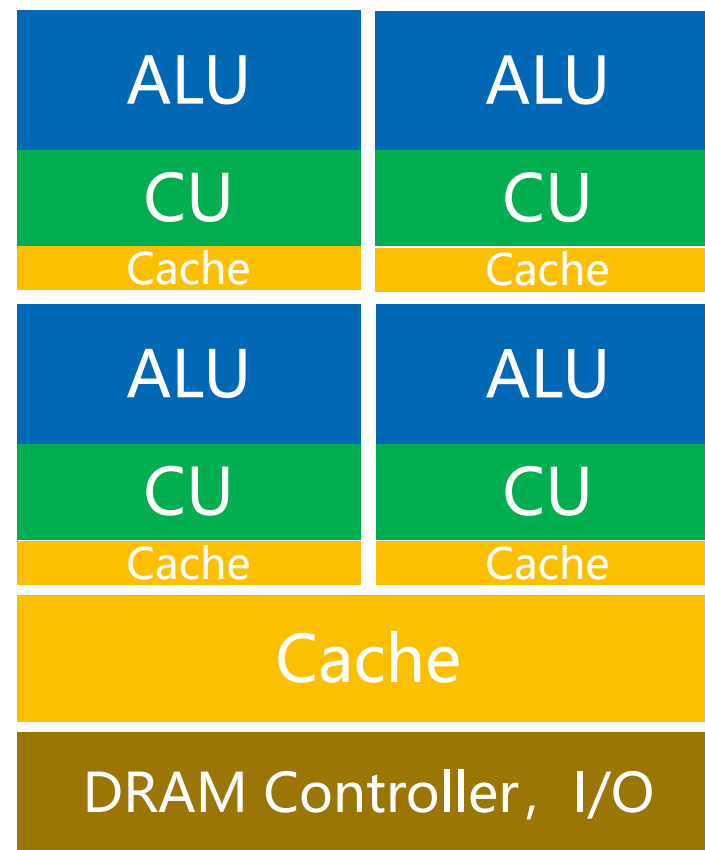 ALU
CU
Cache
ALU
CU
Cache
ALU
CU
Cache
ALU
CU
Cache
Cache
DRAM Controller，I/O